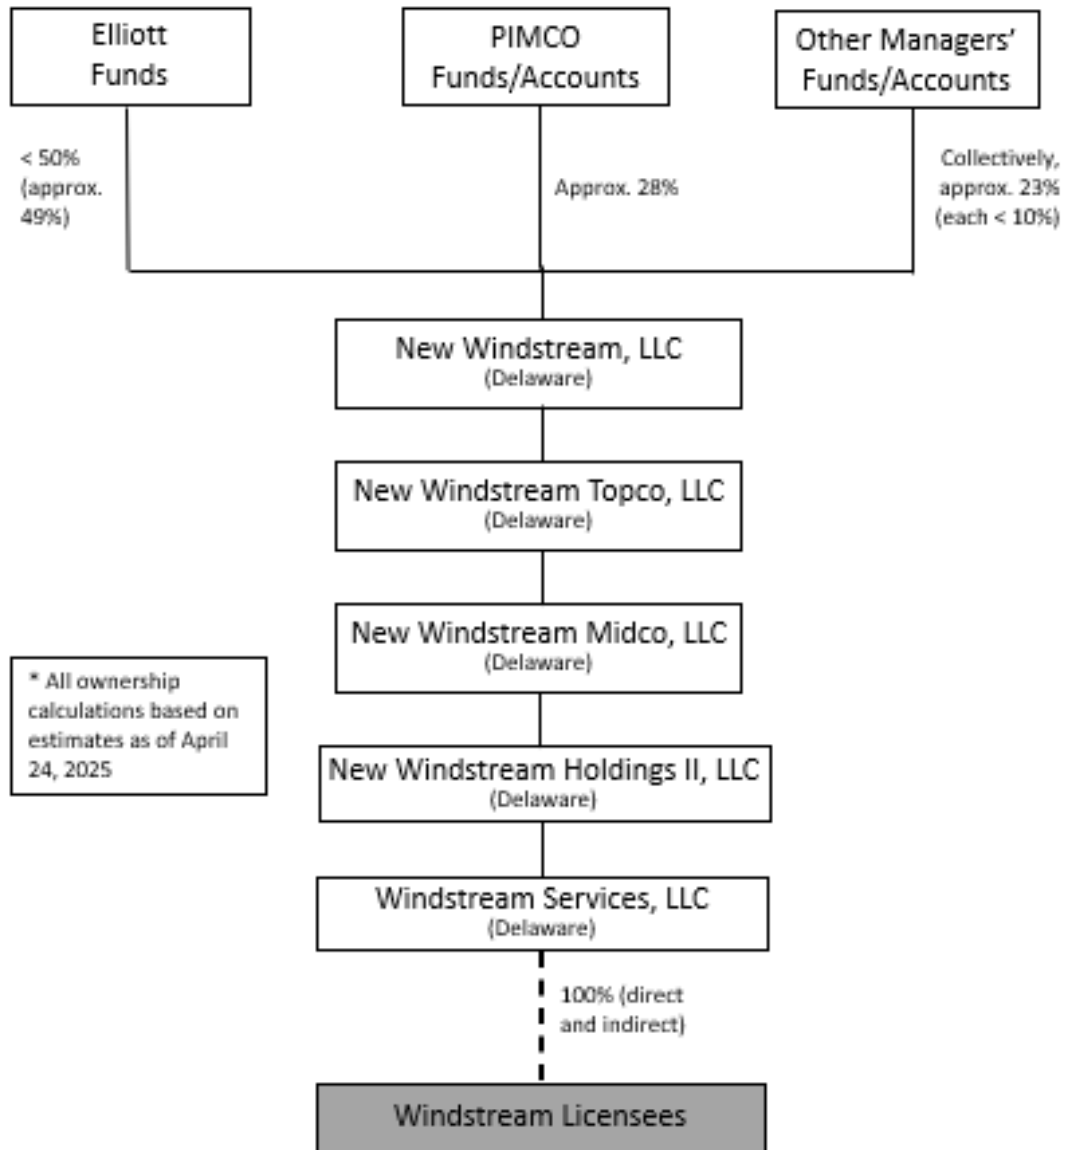 Elliott
Funds
PIMCO
Funds/Accounts
Other Managers’
Funds/Accounts
< 50%
(approx.
49%)
Approx. 28%
Collectively,
approx. 23%
(each < 10%)
New Windstream, LLC
(Delaware)
New Windstream Topco, LLC
(Delaware)
New Windstream Midco, LLC
(Delaware)
* All ownership
calculations based on
estimates as of April
24, 2025
New Windstream Holdings II, LLC
(Delaware)
Windstream Services, LLC
(Delaware)
100% (direct
and indirect)
Windstream Licensees